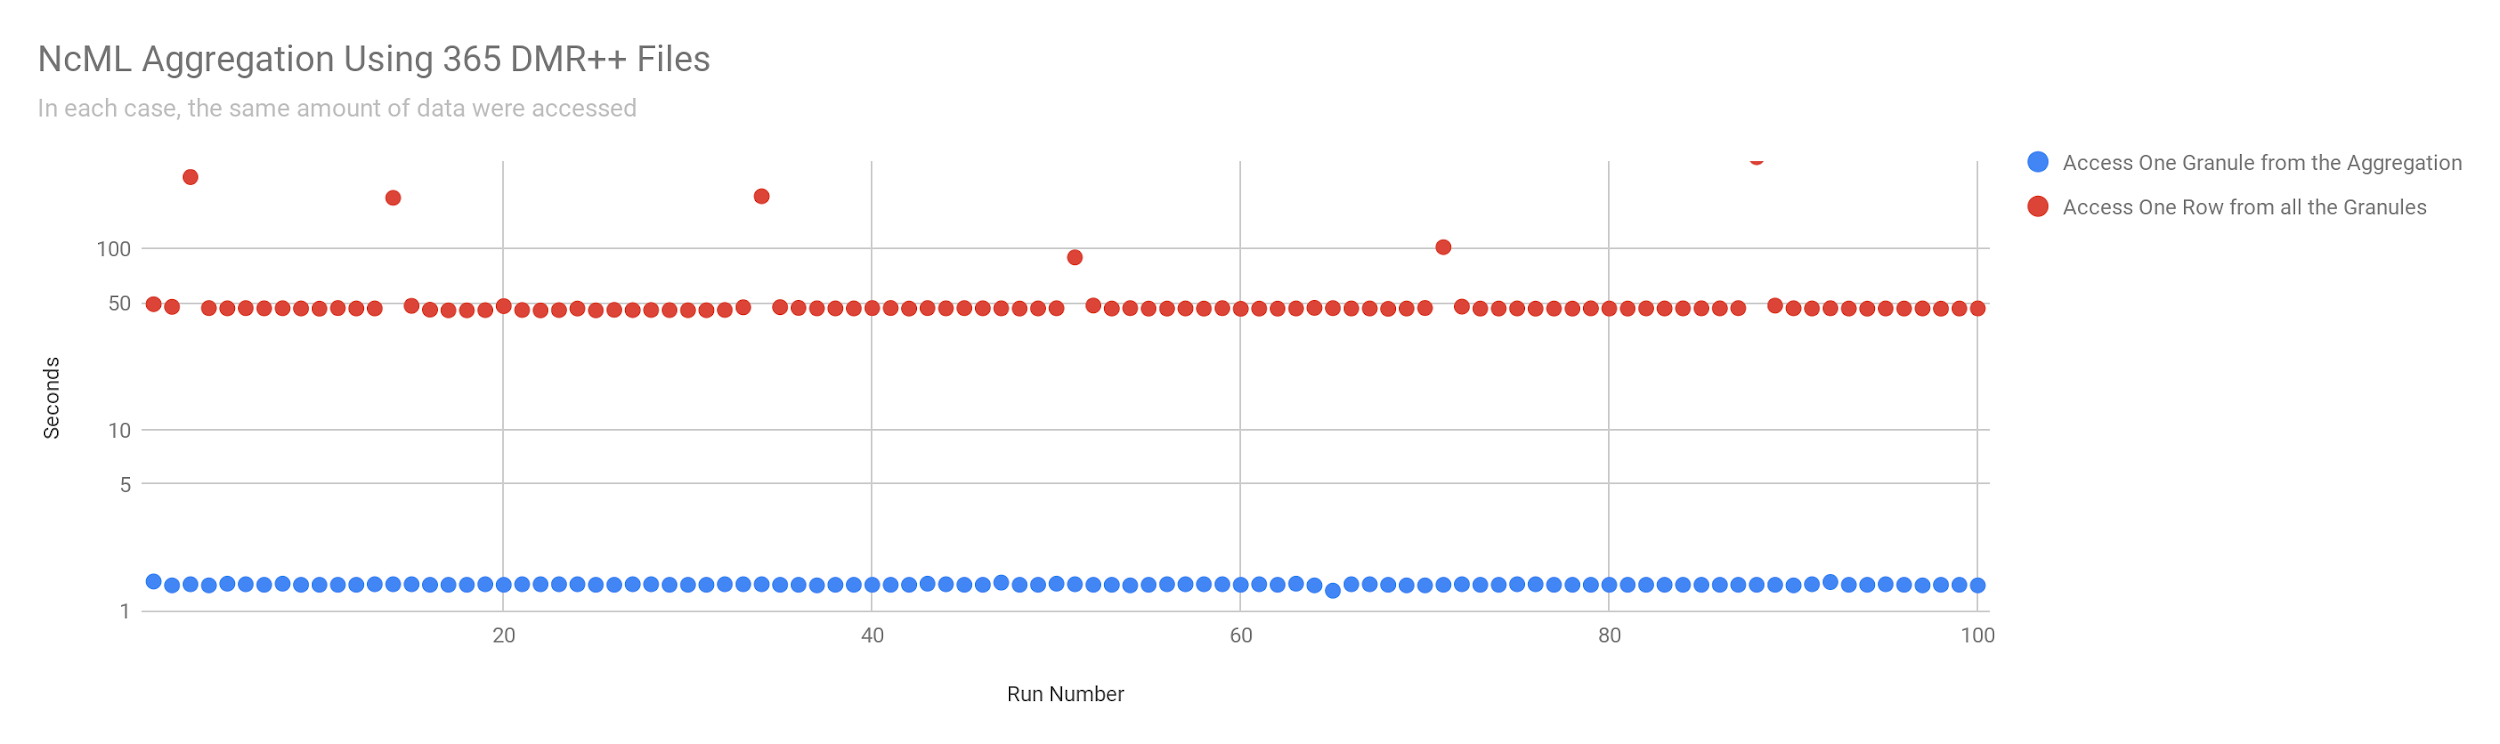 NcML Aggregation Using 365 DMR++ Files
In each case, the same amount of data were accessed
Access One Granule from the Aggregation
Access One Row from all the Granules
100
50
10
5
1
Seconds
20 40 60 80 100
Run Number